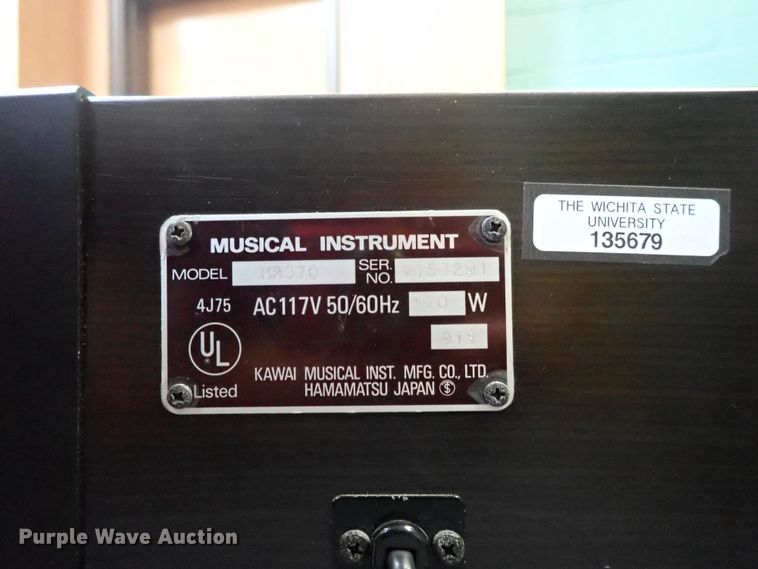 THE WICHITA STATE
UNIVERSITY
135679
MUSICAL INSTRUMENT
MODEL SER. NO.
4J75 AC117V 50/60Hz 70 W
UL
Listed
KAWAI MUSICAL INST. MFG. CO., LTD.
HAMAMATSU JAPAN Ⓢ
Purple Wave Auction